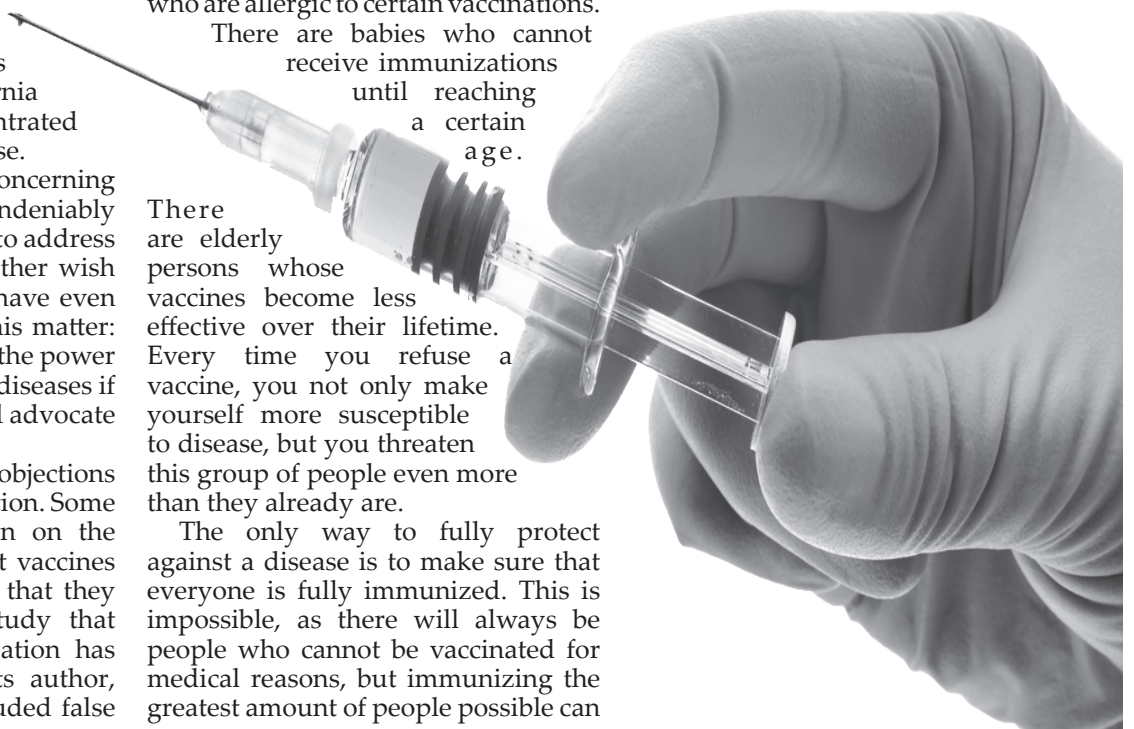 s
rnia
ntrated
se.
oncerning
ndeniably
to address
ther wish
have even
his matter:
the power
diseases if
l advocate
objections
tion. Some
n on the
t vaccines
that they
tudy that
ation has
ts author,
uded false
who are allergic to certain vaccinations.
There are babies who cannot
receive immunizations
until reaching
a certain
age.
There
are elderly
persons whose
vaccines become less
effective over their lifetime.
Every time you refuse a
vaccine, you not only make
yourself more susceptible
to disease, but you threaten
this group of people even more
than they already are.
The only way to fully protect
against a disease is to make sure that
everyone is fully immunized. This is
impossible, as there will always be
people who cannot be vaccinated for
medical reasons, but immunizing the
greatest amount of people possible can